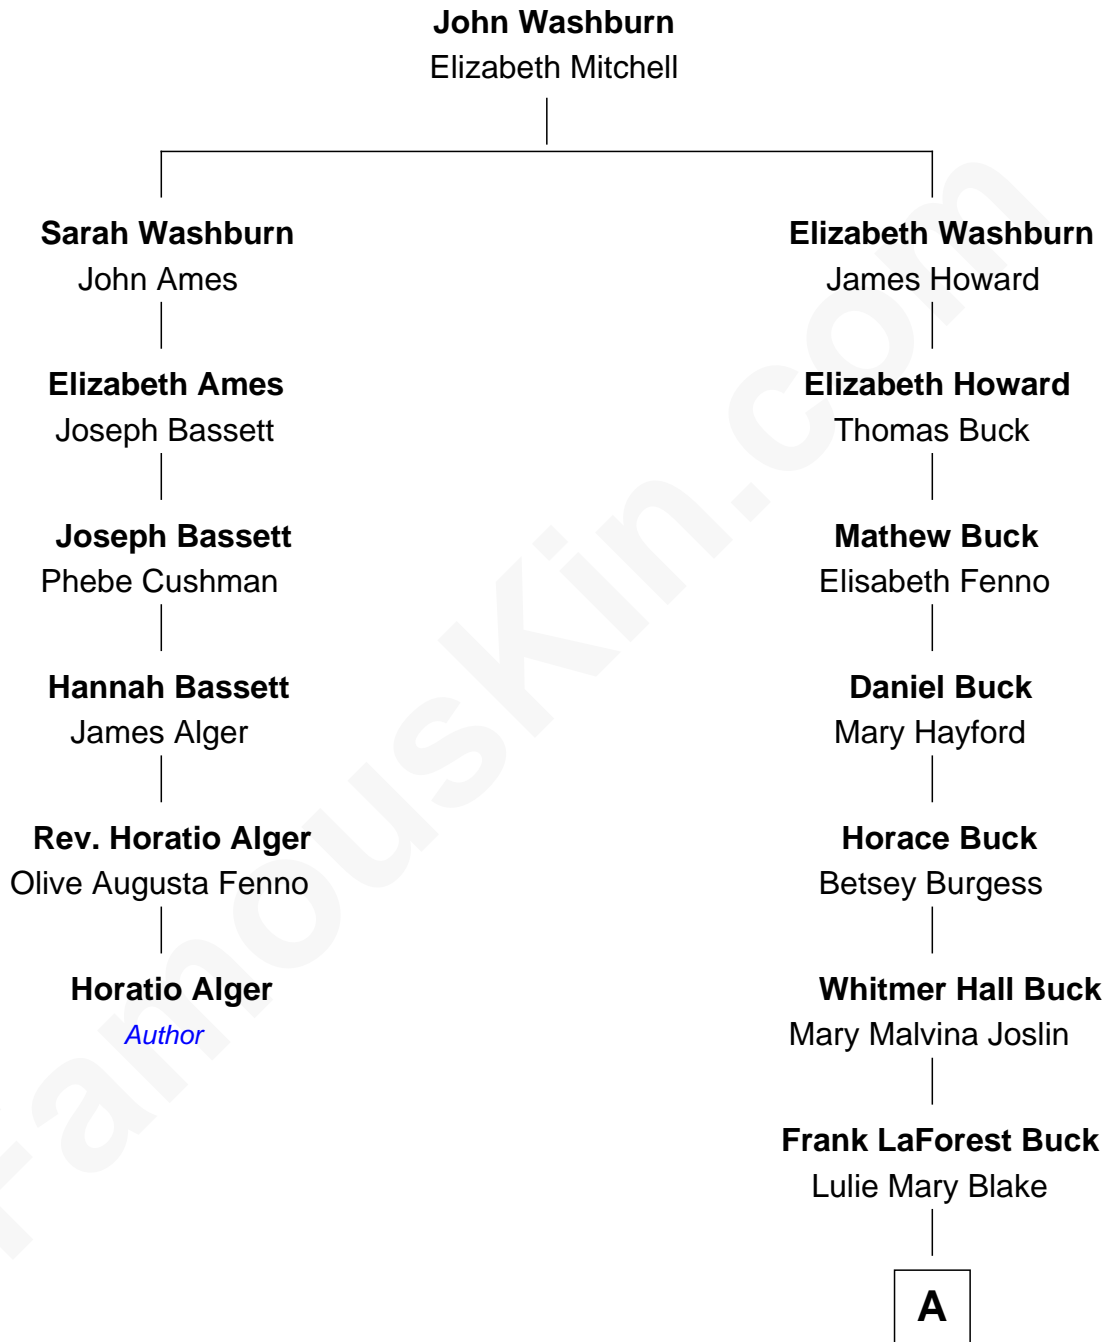 John Washburn
Elizabeth Mitchell
Sarah Washburn
John Ames
Elizabeth Ames
Joseph Bassett
Joseph Bassett
Phebe Cushman
Hannah Bassett
James Alger
Rev. Horatio Alger
Olive Augusta Fenno
Horatio Alger
Author
Elizabeth Washburn
James Howard
Elizabeth Howard
Thomas Buck
Mathew Buck
Elisabeth Fenno
Daniel Buck
Mary Hayford
Horace Buck
Betsey Burgess
Whitmer Hall Buck
Mary Malvina Joslin
Frank LaForest Buck
Lulie Mary Blake
A
FamousKin.com